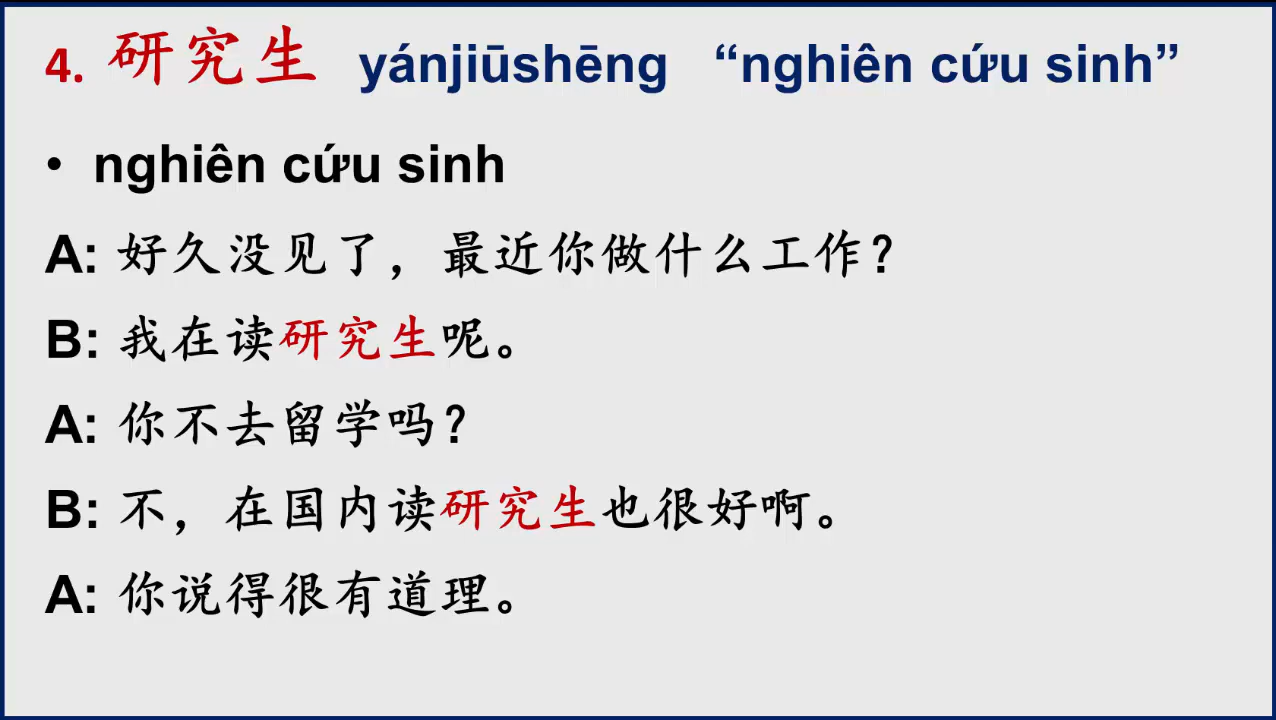 4. 研究生 yánjiūshēng “nghiên cứu sinh”
• nghiên cứu sinh
A: 好久没见了，最近你做什么工作？
B: 我在读研究生呢。
A: 你不去留学吗？
B: 不，在国内读研究生也很好啊。
A: 你说得很有道理。